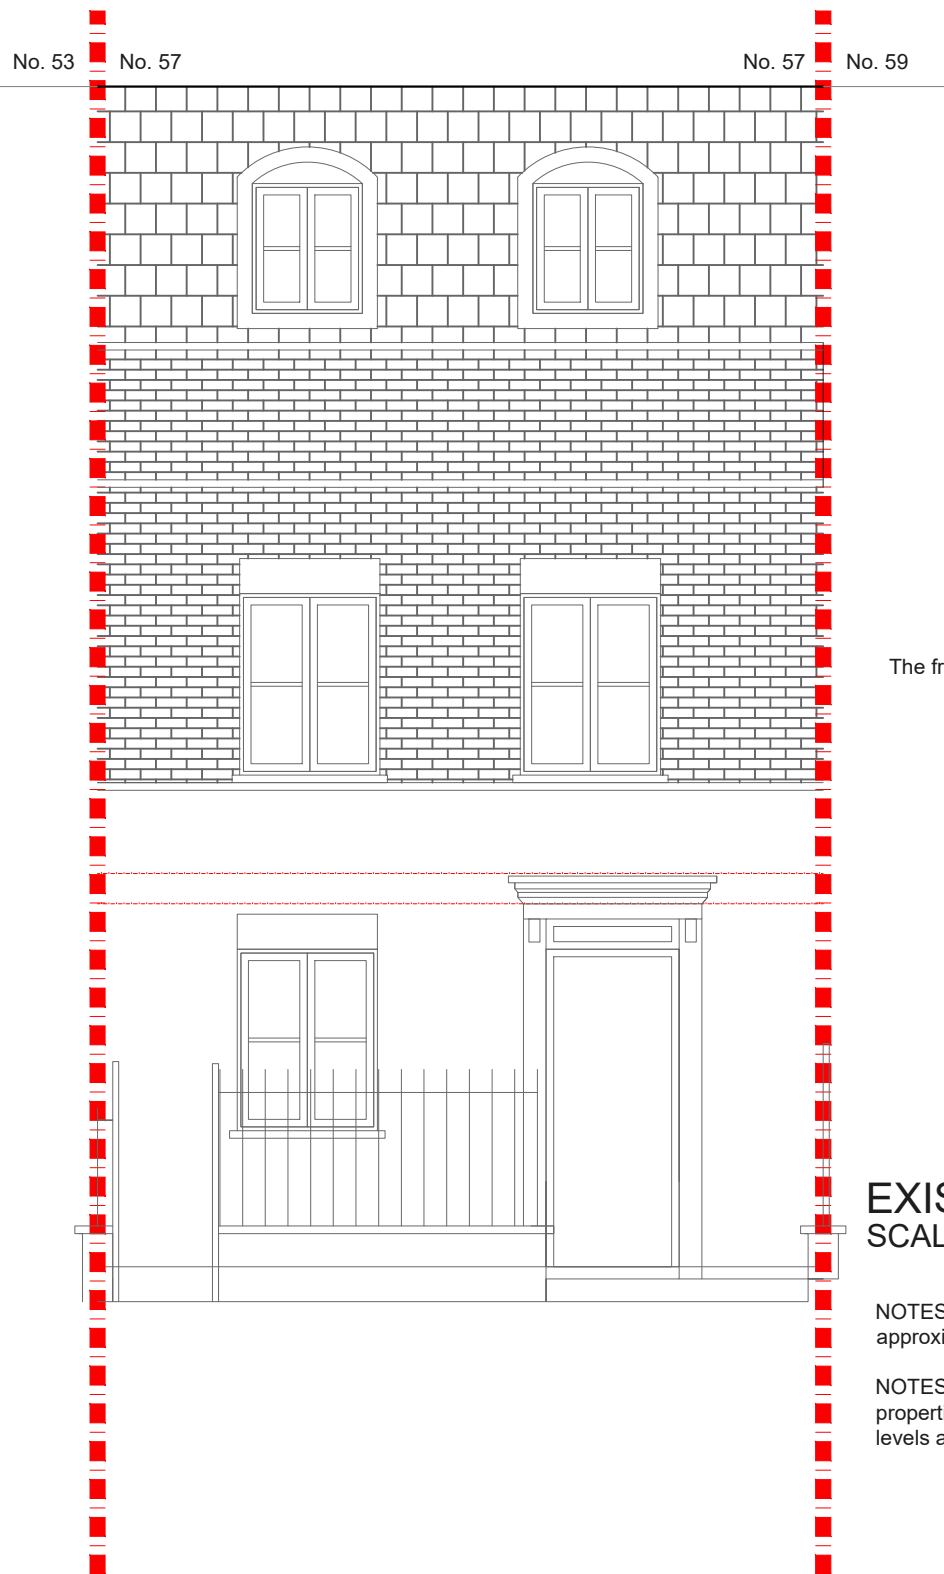 No. 53
No. 57
No. 57
No. 59
The fr
EXIS
SCAL
NOTES
approxi
NOTES
propert
levels a